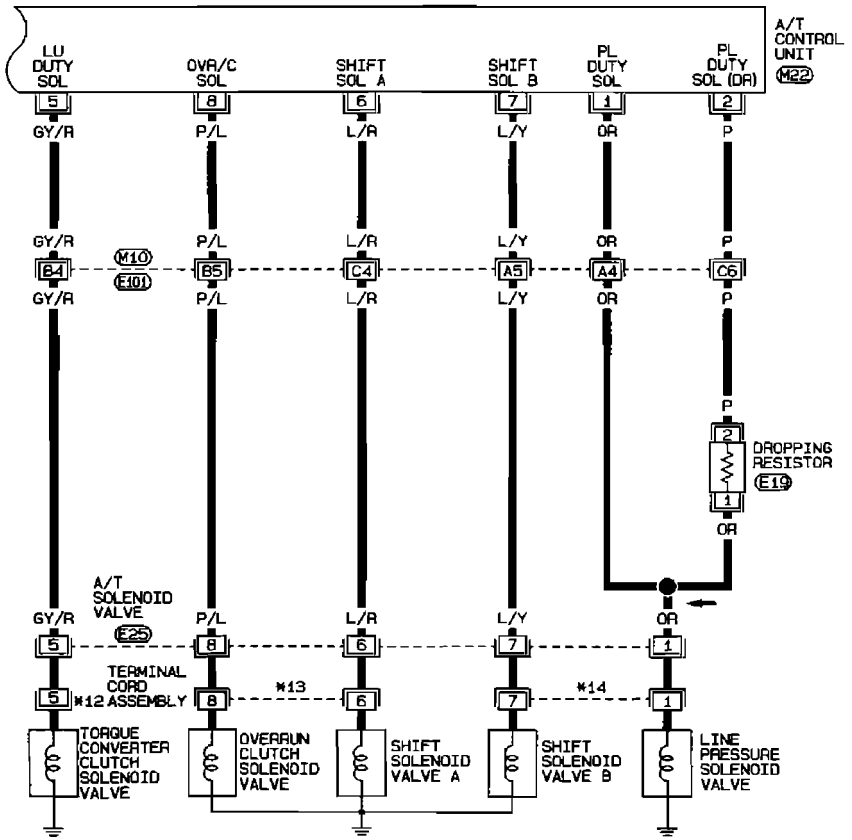 A/T
CONTROL
UNIT
M22
LU
DUTY
SOL
OVR/C
SOL
SHIFT
SOL A
SHIFT
SOL B
PL
DUTY
SOL
PL
DUTY
SOL (DR)
5 8 6 7 1 2
GY/R P/L L/R L/Y OR P
GY/R P/L L/R L/Y OR P
M10
B4 B5 C4 A5 A4 C6
E101
GY/R P/L L/R L/Y OR P
P
2
DROPPING
RESISTOR
E19
1
OR
A/T
SOLENOID
VALVE
E25
GY/R P/L L/R L/Y OR
5 8 6 7 1
TERMINAL
CORD
ASSEMBLY
5 *12 8 *13 6 7 *14 1
TORQUE
CONVERTER
CLUTCH
SOLENOID
VALVE
OVERRUN
CLUTCH
SOLENOID
VALVE
SHIFT
SOLENOID
VALVE A
SHIFT
SOLENOID
VALVE B
LINE
PRESSURE
SOLENOID
VALVE